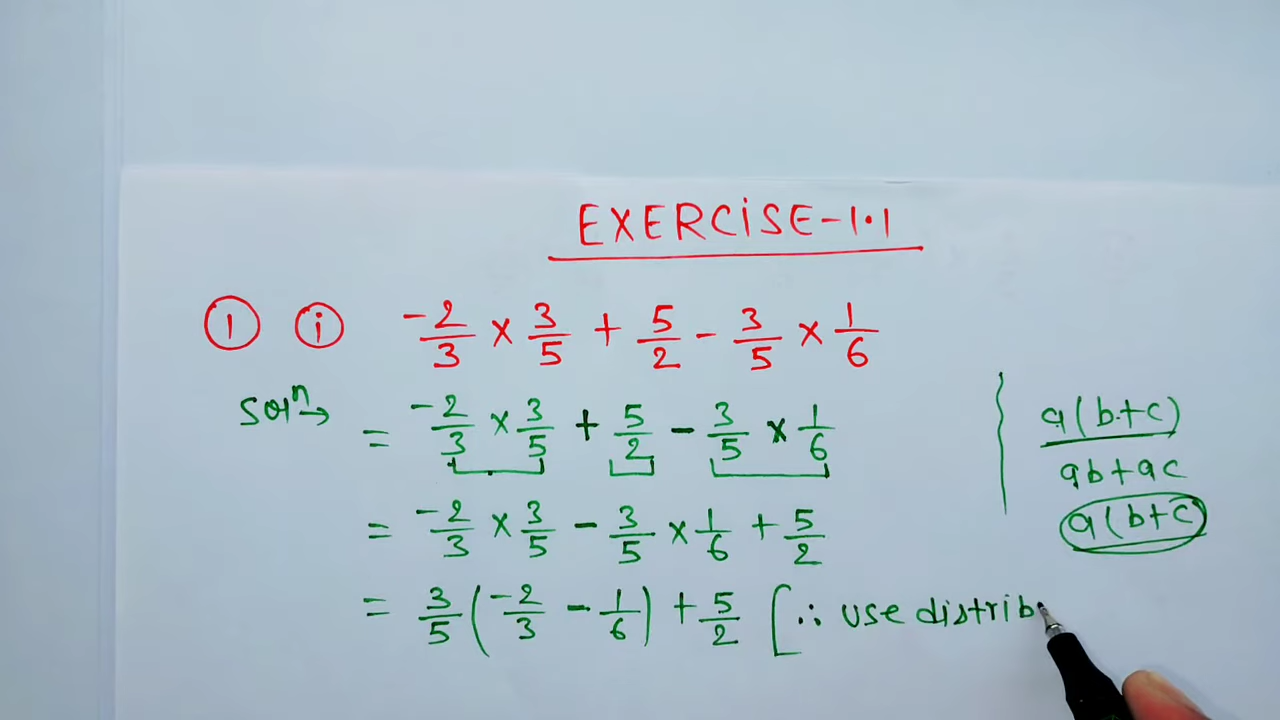 EXERCISE-1.1
① ⓘ -2/3 × 3/5 + 5/2 - 3/5 × 1/6
Solⁿ→
= -2/3 × 3/5 + 5/2 - 3/5 × 1/6
= -2/3 × 3/5 - 3/5 × 1/6 + 5/2
= 3/5 (-2/3 - 1/6) + 5/2 [∴ use distrib
a(b+c)
ab+ac
a(b+c)